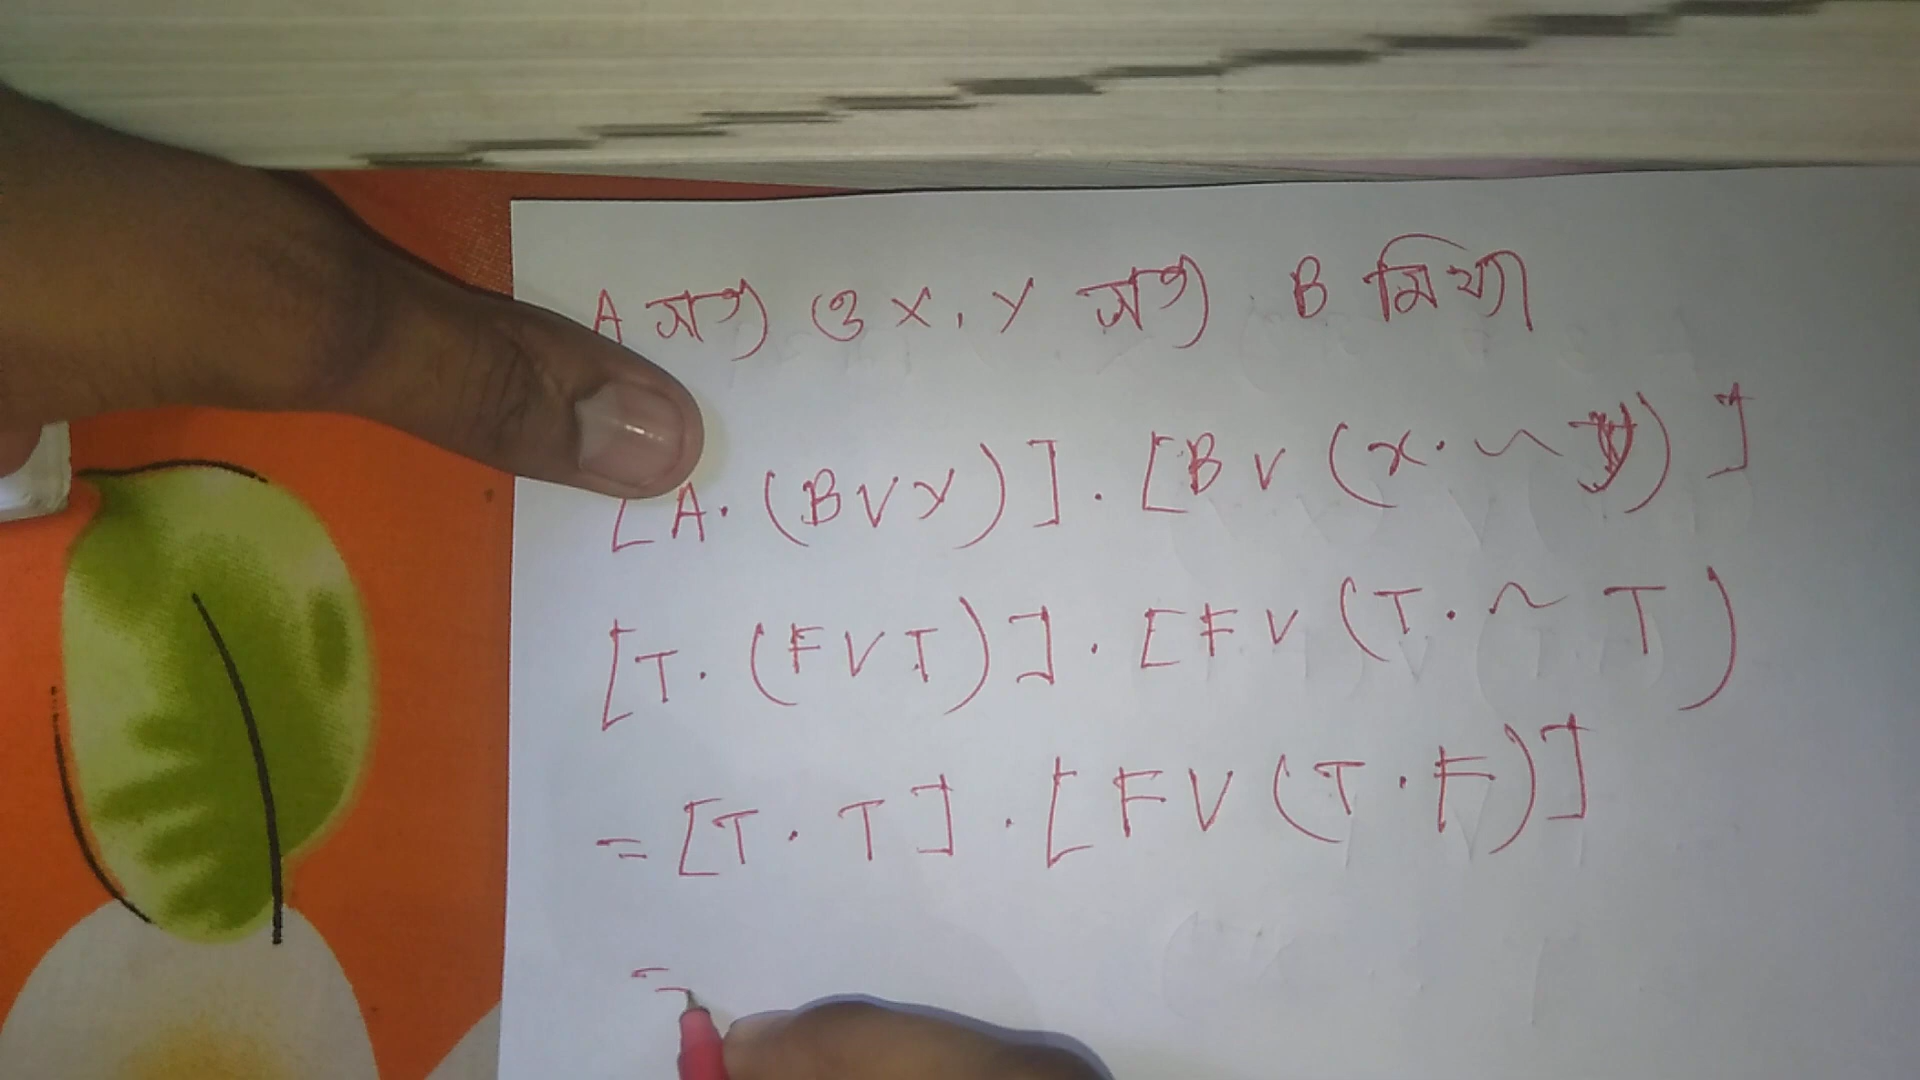 A সত্য ও X, Y সত্য B মিথ্যা
[A. (B V Y)] . [B V (x. ~ y)]
[T. (F V T)] . [F V (T. ~ T)
= [T . T] . [F V (T . F)]
=